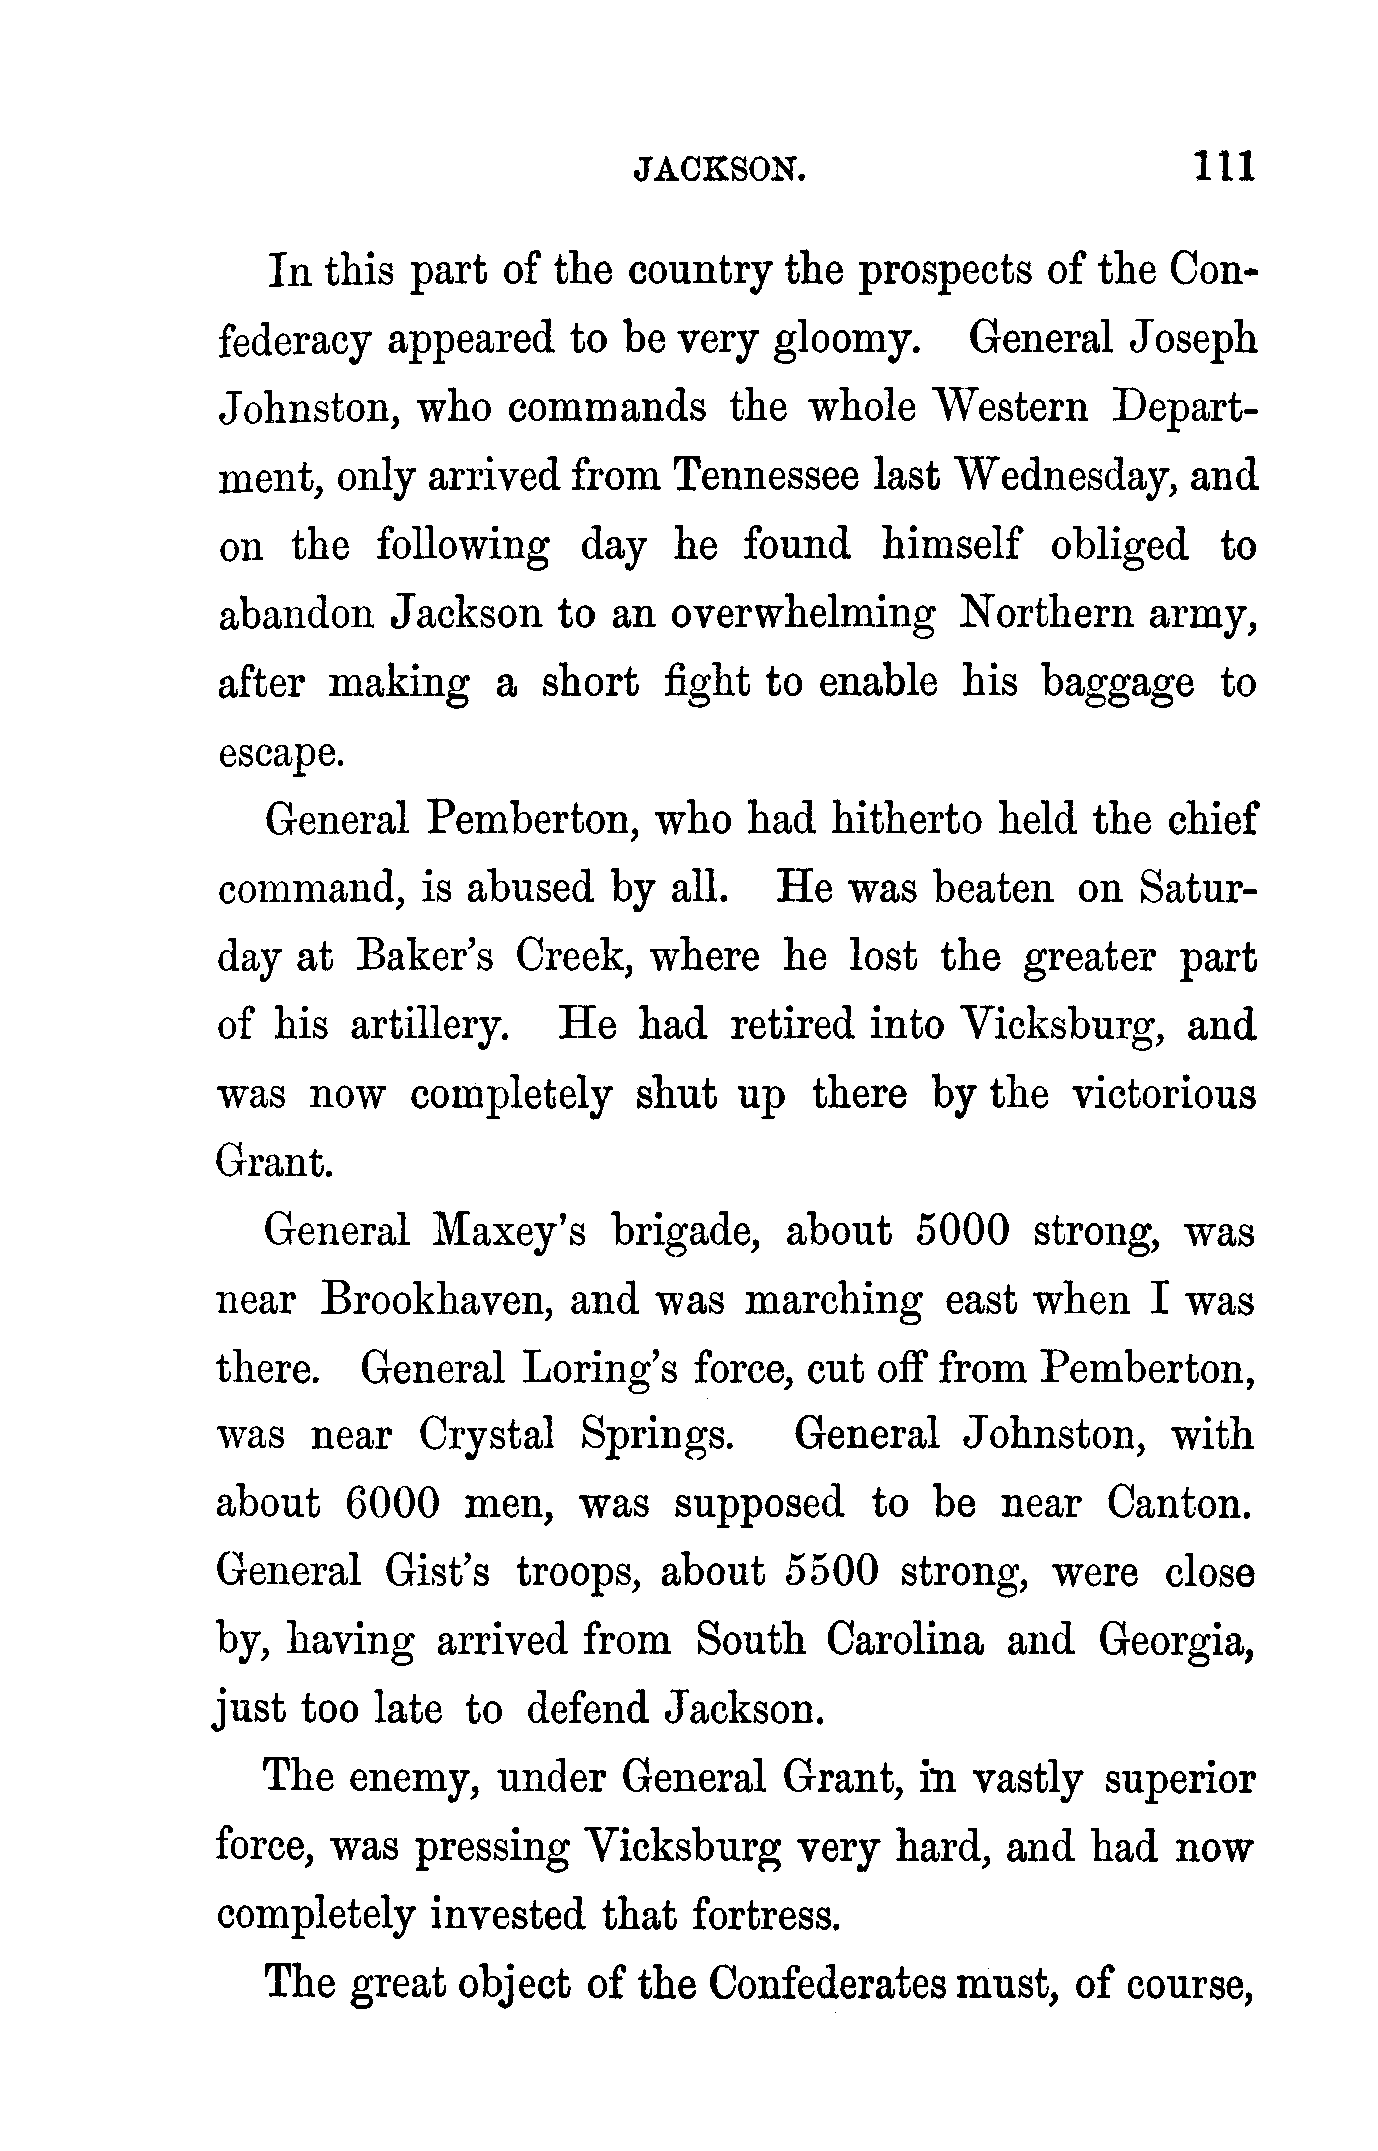 JACKSON. 111
In this part of the country the prospects of the Con-
federacy appeared to be very gloomy. General Joseph
Johnston, who commands the whole Western Depart-
ment, only arrived from Tennessee last Wednesday, and
on the following day he found himself obliged to
abandon Jackson to an overwhelming Northern army,
after making a short fight to enable his baggage to
escape.
General Pemberton, who had hitherto held the chief
command, is abused by all. He was beaten on Satur-
day at Baker's Creek, where he lost the greater part
of his artillery. He had retired into Vicksburg, and
was now completely shut up there by the victorious
Grant.
General Maxey's brigade, about 5000 strong, was
near Brookhaven, and was marching east when I was
there. General Loring's force, cut off from Pemberton,
was near Crystal Springs. General Johnston, with
about 6000 men, was supposed to be near Canton.
General Gist's troops, about 5500 strong, were close
by, having arrived from South Carolina and Georgia,
just too late to defend Jackson.
The enemy, under General Grant, in vastly superior
force, was pressing Vicksburg very hard, and had now
completely invested that fortress.
The great object of the Confederates must, of course,